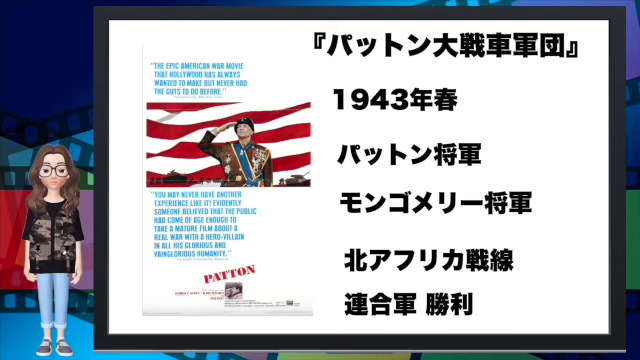 『パットン大戦車軍団』
1943年春
パットン将軍
モンゴメリー将軍
北アフリカ戦線
連合軍 勝利
"THE EPIC AMERICAN WAR MOVIE
THAT HOLLYWOOD HAS ALWAYS
WANTED TO MAKE BUT NEVER HAD
THE GUTS TO DO BEFORE."
"YOU MAY NEVER HAVE ANOTHER
EXPERIENCE LIKE IT! EVIDENTLY
SOMEONE BELIEVED THAT THE PUBLIC
HAD COME OF AGE ENOUGH TO
TAKE A MATURE FILM ABOUT A
REAL WAR WITH A HERO-VILLAIN
IN ALL HIS GLORIOUS AND
VAINGLORIOUS HUMANITY."
PATTON